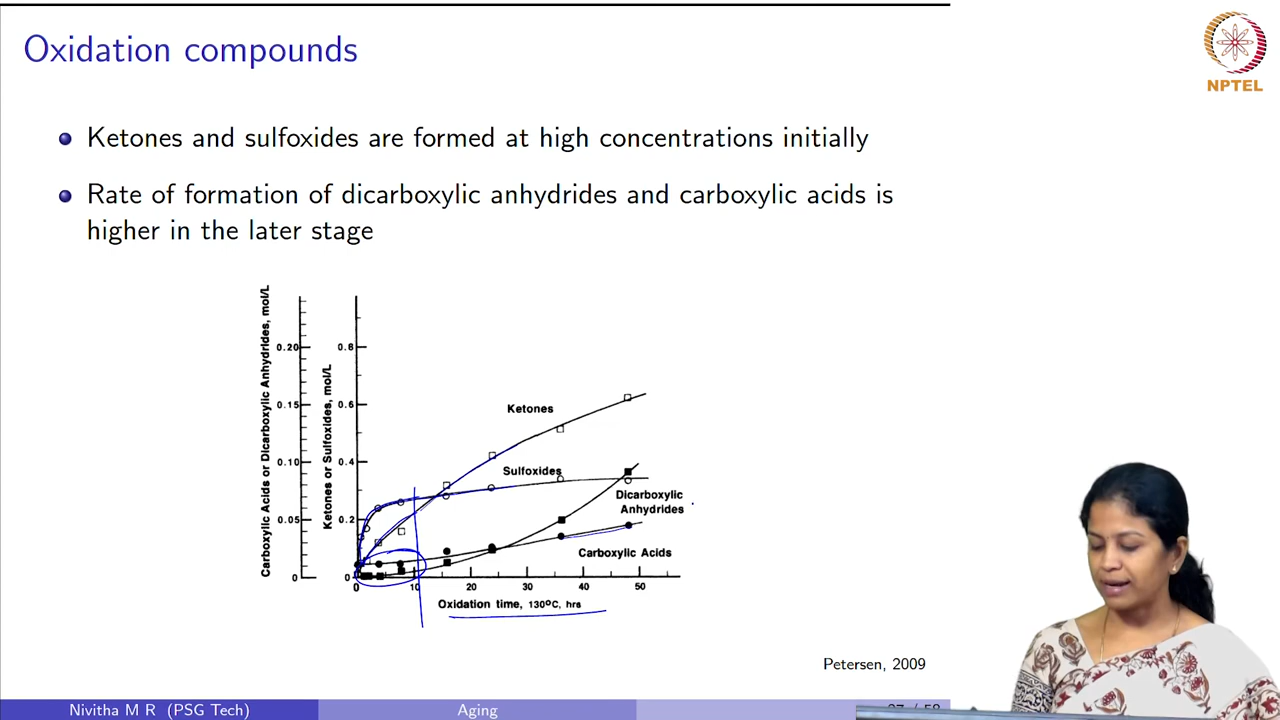 Oxidation compounds
NPTEL
Ketones and sulfoxides are formed at high concentrations initially
Rate of formation of dicarboxylic anhydrides and carboxylic acids is
higher in the later stage
Carboxylic Acids or Dicarboxylic Anhydrides, mol/L
0.20
0.15
0.10
0.05
0
Ketones or Sulfoxides, mol/L
0.8
0.6
0.4
0.2
0
Ketones
Sulfoxides
Dicarboxylic
Anhydrides
Carboxylic Acids
0 10 20 30 40 50
Oxidation time, 130ºC, hrs
Petersen, 2009
Nivitha M R (PSG Tech) Aging